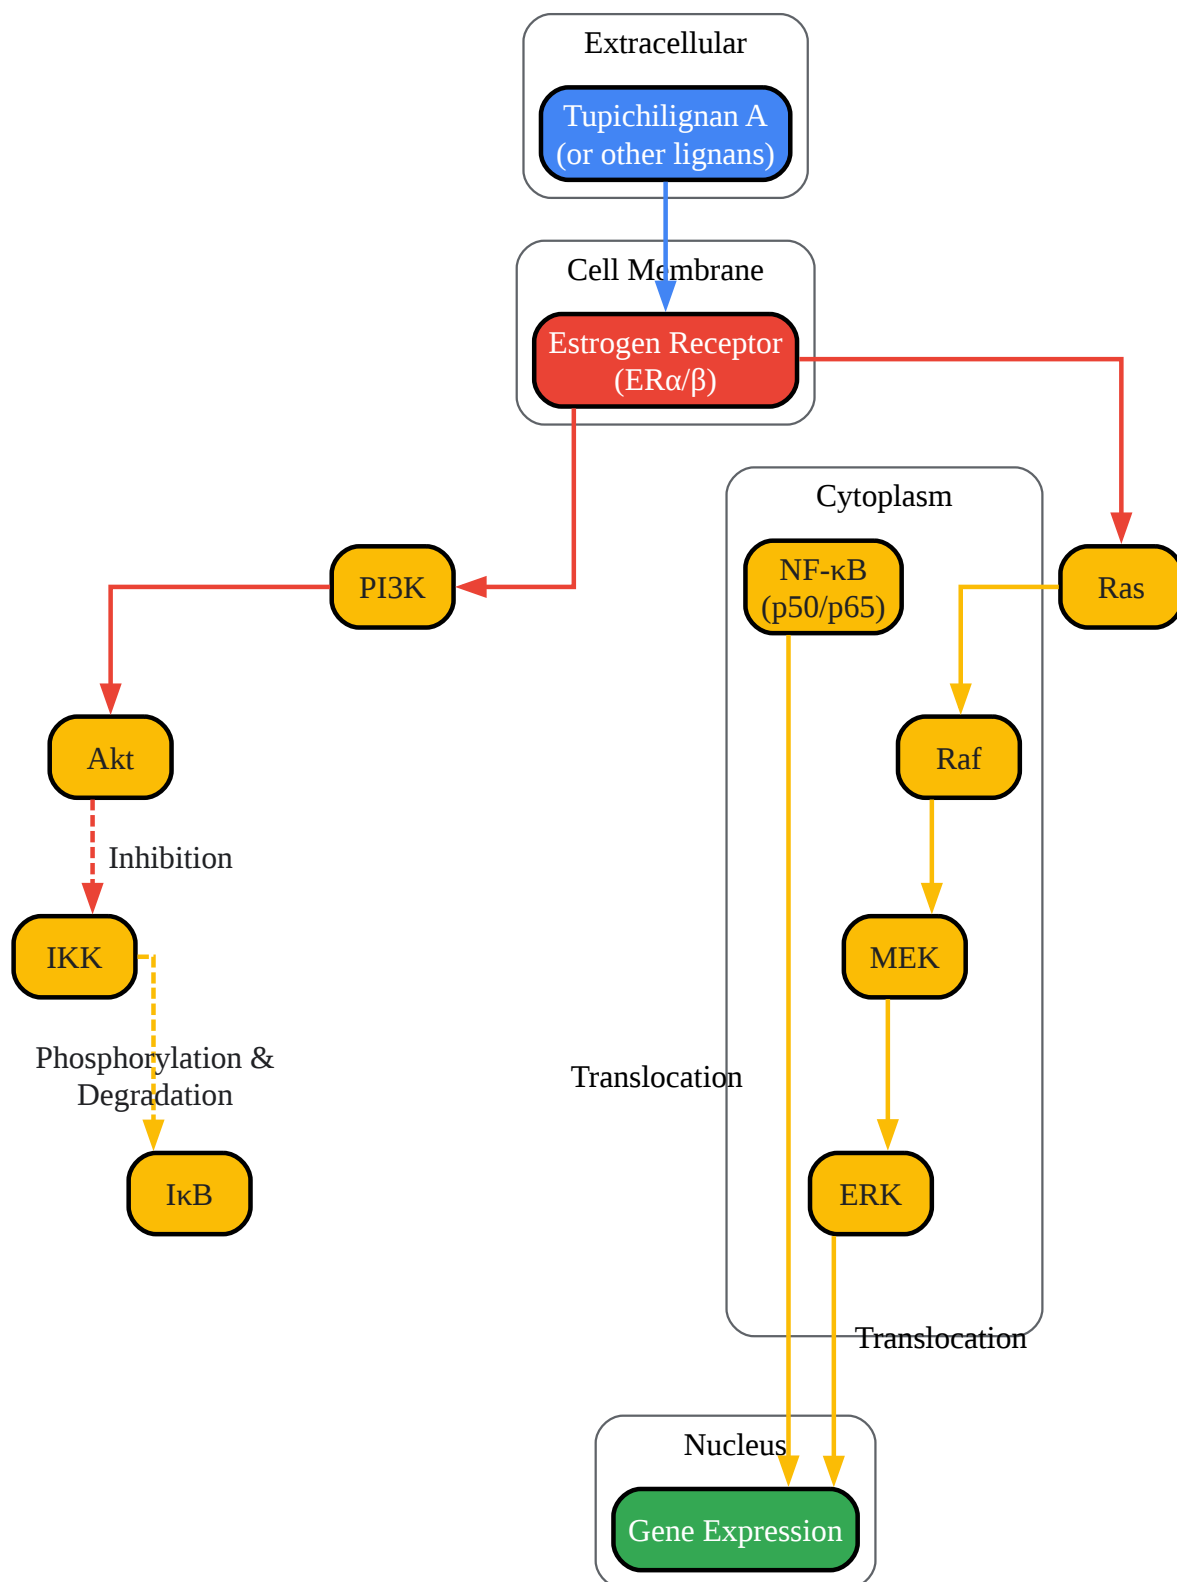 Extracellular
Tupichilignan A
(or other lignans)
Cell Membrane
Estrogen Receptor
(ERα/β)
Cytoplasm
NF-κB
(p50/p65)
PI3K
Ras
Akt
Raf
Inhibition
IKK
MEK
Phosphorylation &
Degradation
Translocation
IκB
ERK
Translocation
Nucleus
Gene Expression